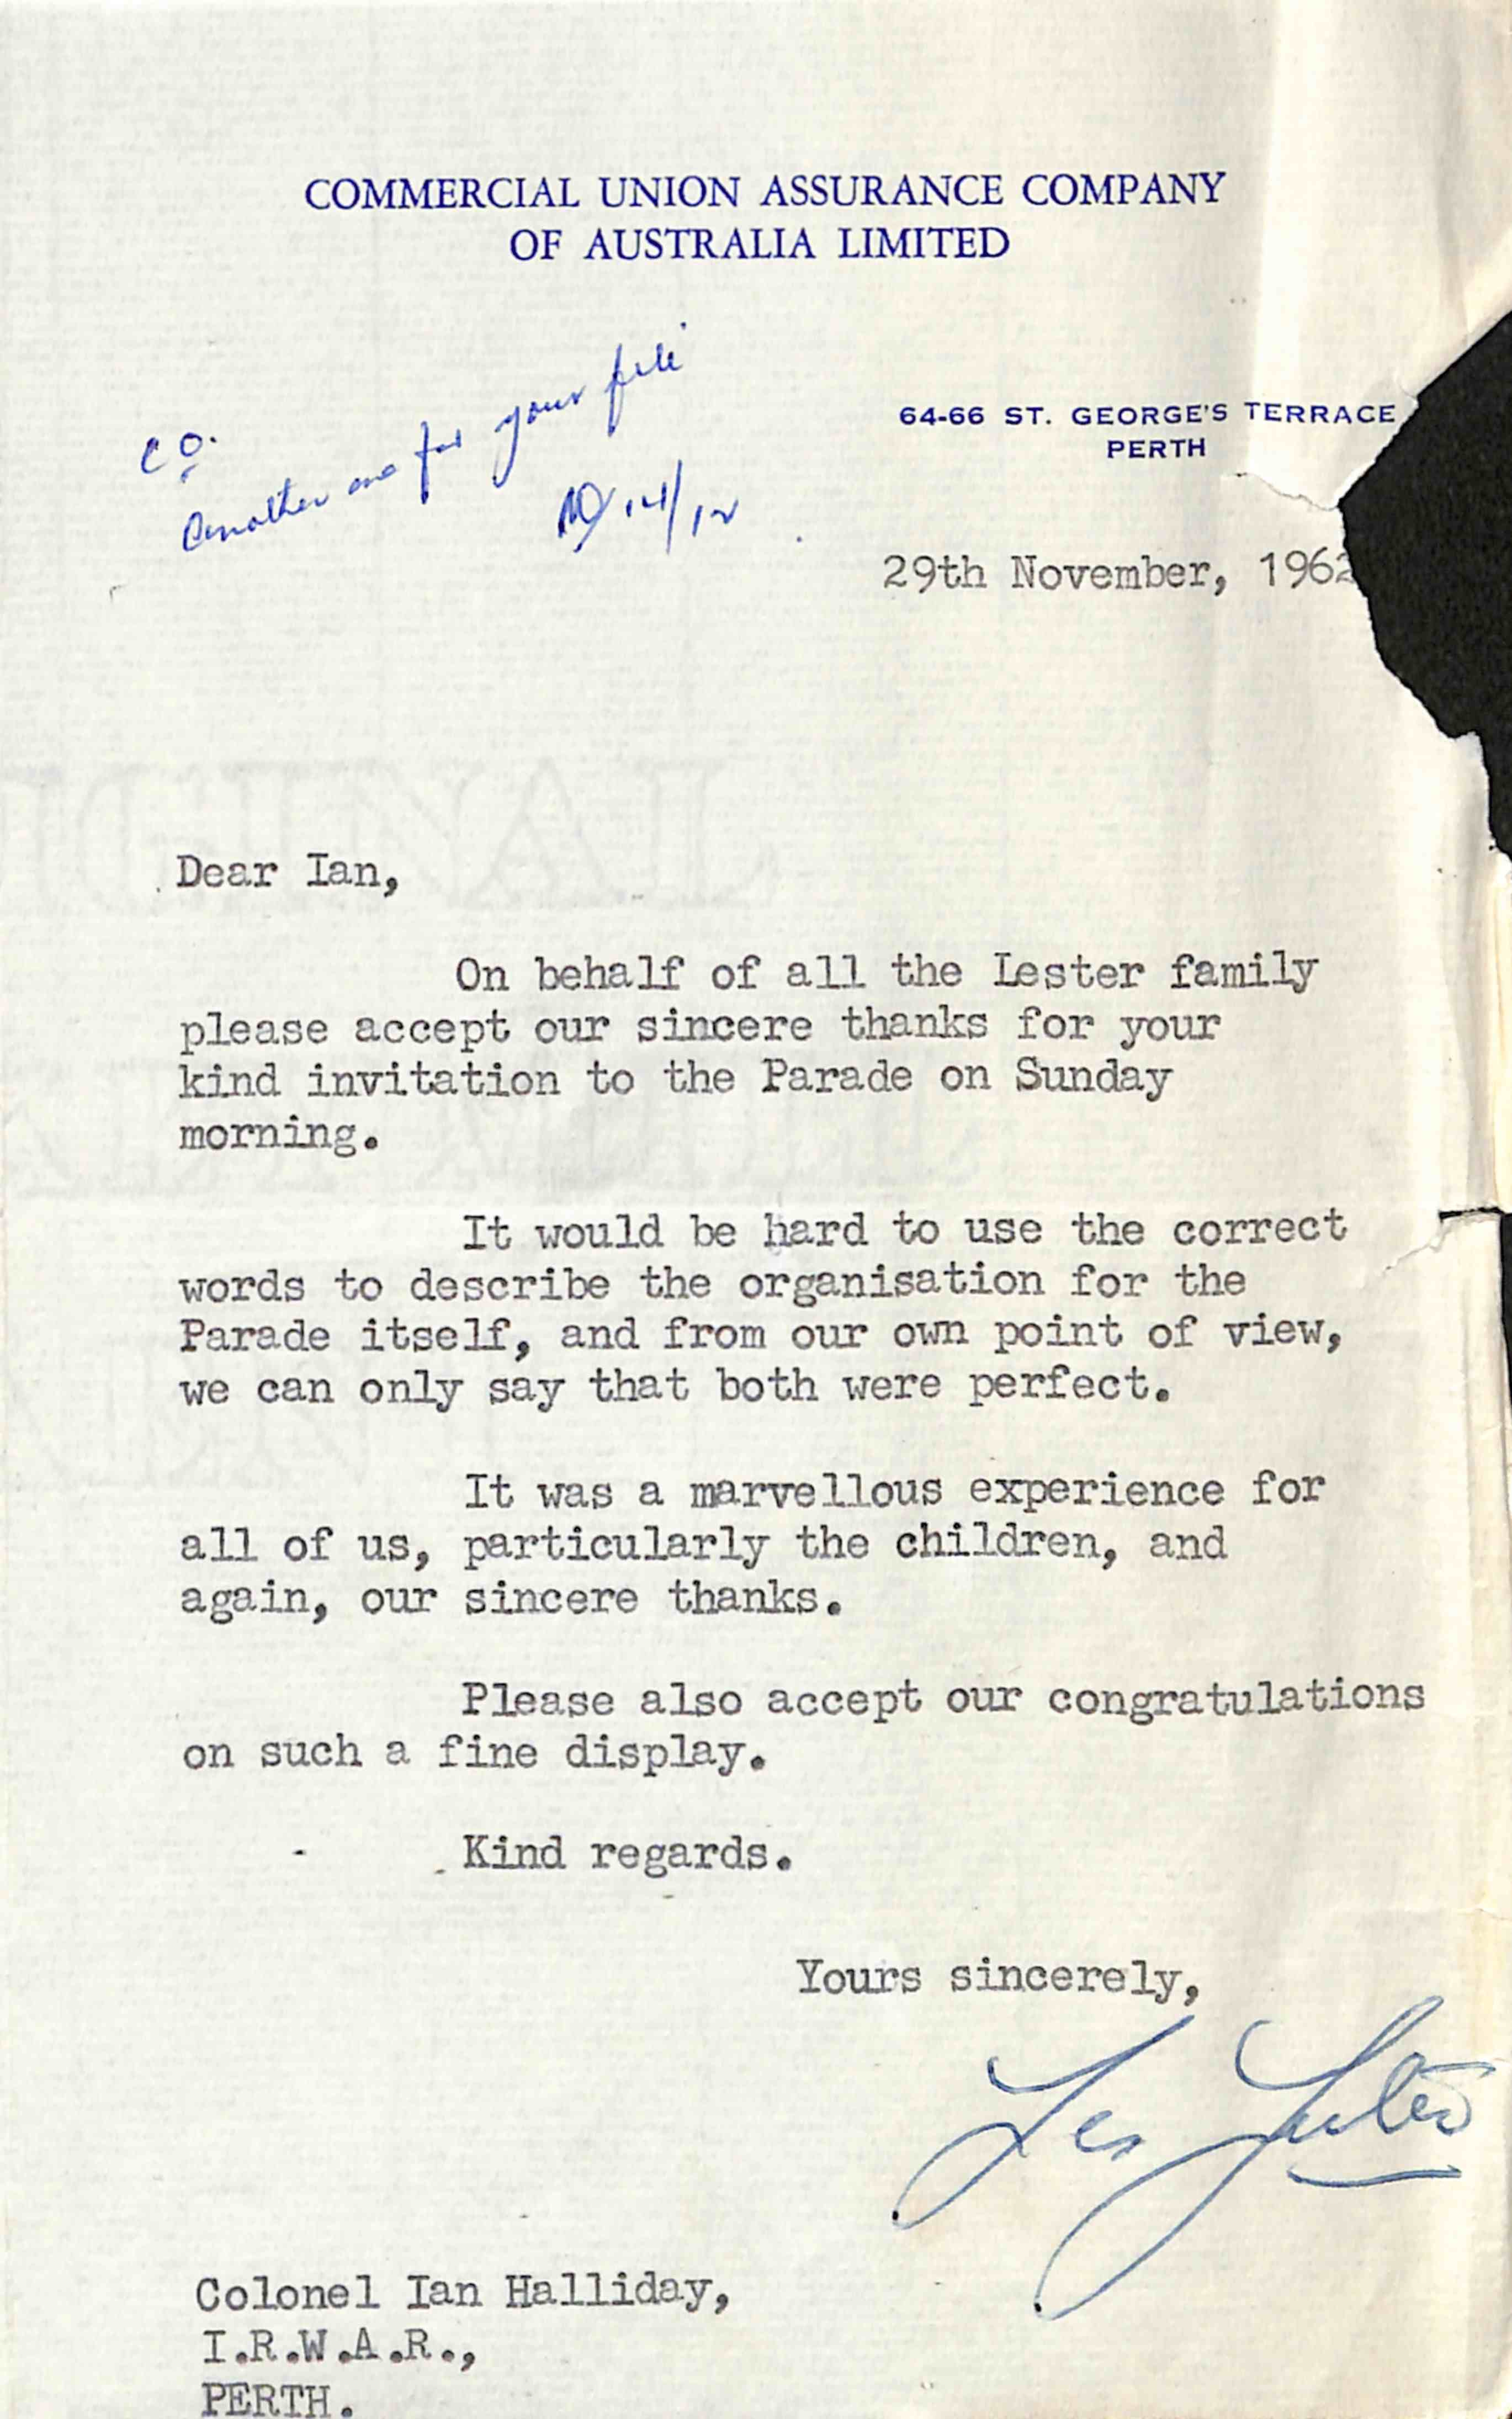 COMMERCIAL UNION ASSURANCE COMPANY
OF AUSTRALIA LIMITED
64-66 ST. GEORGE'S TERRACE
PERTH
CO.
Another one for your file
14/12
29th November, 1962
Dear Ian,
On behalf of all the Lester family
please accept our sincere thanks for your
kind invitation to the Parade on Sunday
morning.
It would be hard to use the correct
words to describe the organisation for the
Parade itself, and from our own point of view,
we can only say that both were perfect.
It was a marvellous experience for
all of us, particularly the children, and
again, our sincere thanks.
Please also accept our congratulations
on such a fine display.
Kind regards.
Yours sincerely,
Les Lester
Colonel Ian Halliday,
I.R.W.A.R.,
PERTH.